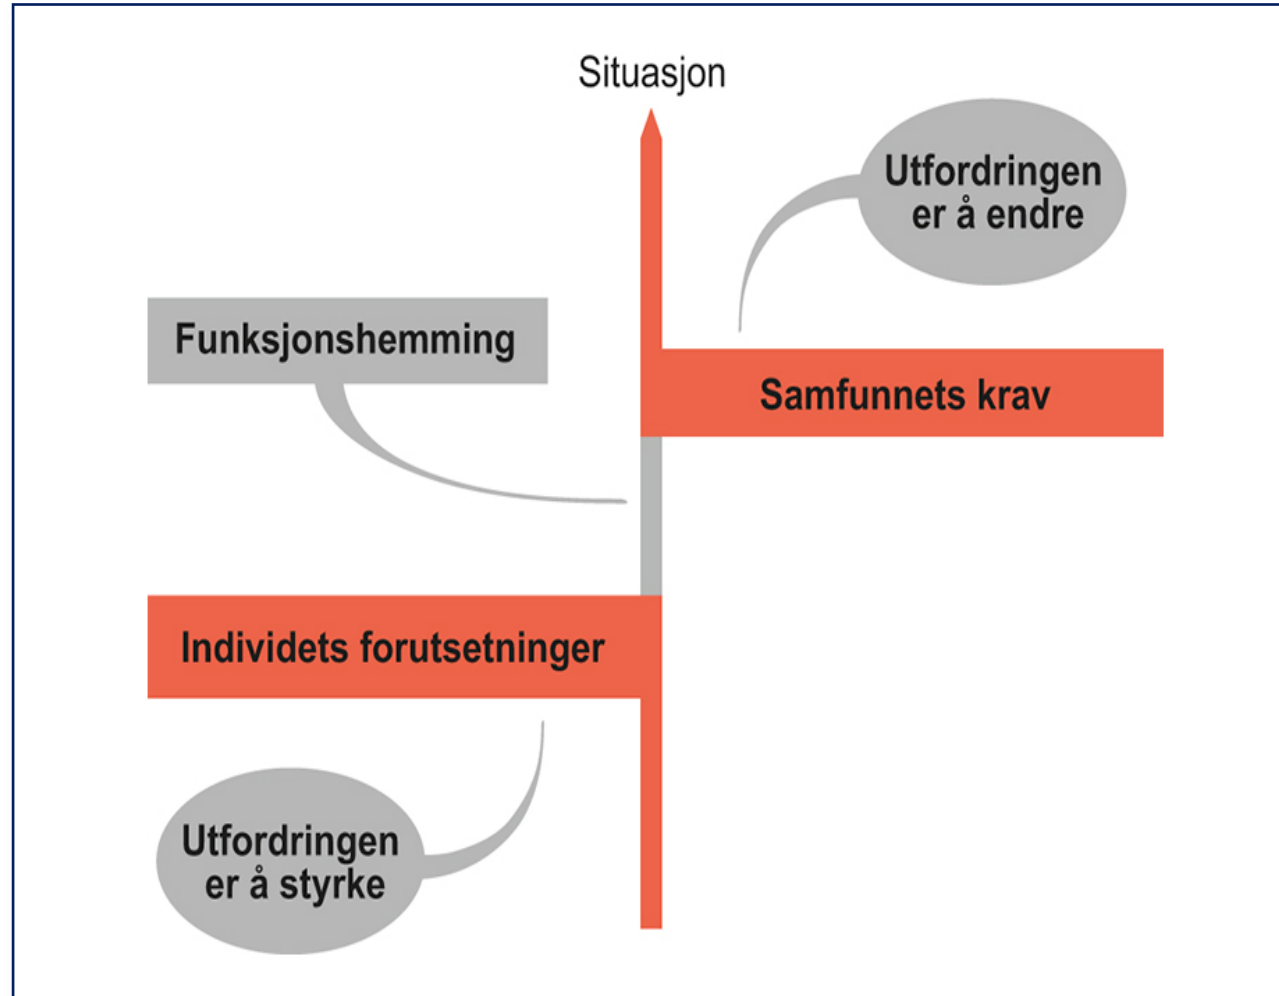 Situasjon
Utfordringen
er å endre
Funksjonshemming
Samfunnets krav
Individets forutsetninger
Utfordringen
er å styrke